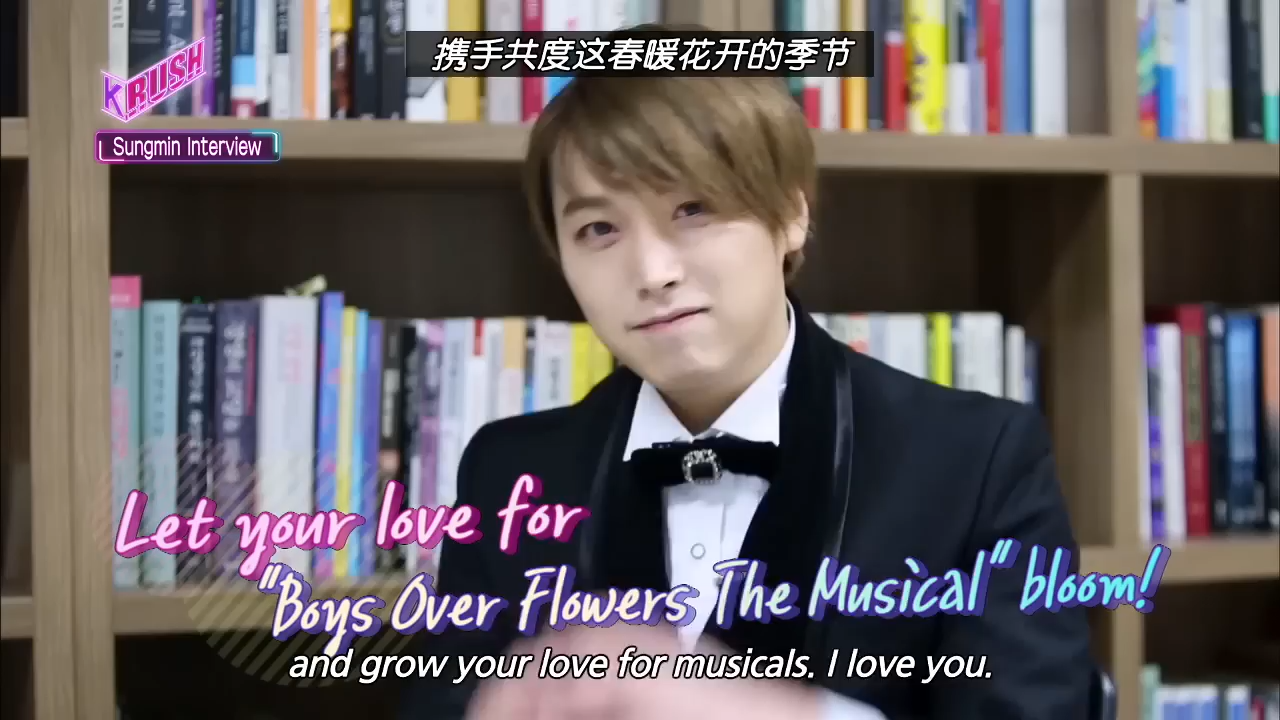 携手共度这春暖花开的季节
K RUSH
Sungmin Interview
Let your love for
"Boys Over Flowers The Musical" bloom!
and grow your love for musicals. I love you.